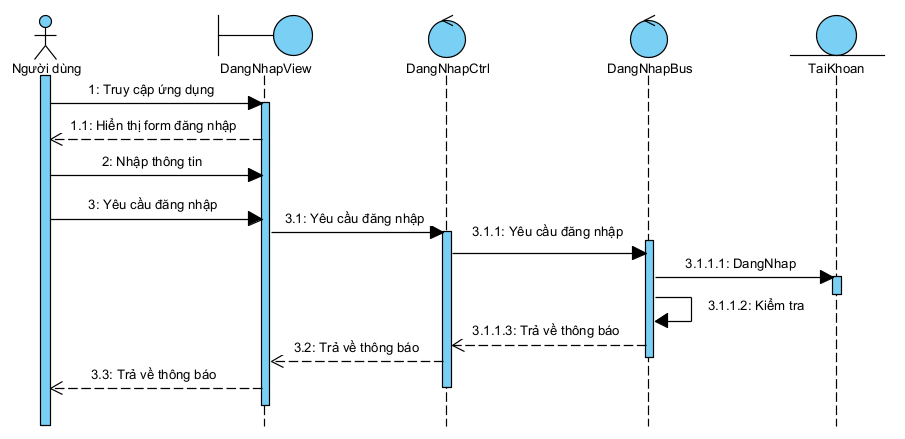 Người dùng
DangNhapView
DangNhapCtrl
DangNhapBus
TaiKhoan
1: Truy cập ứng dụng
1.1: Hiển thị form đăng nhập
2: Nhập thông tin
3: Yêu cầu đăng nhập
3.1: Yêu cầu đăng nhập
3.1.1: Yêu cầu đăng nhập
3.1.1.1: DangNhap
3.1.1.2: Kiểm tra
3.1.1.3: Trả về thông báo
3.2: Trả về thông báo
3.3: Trả về thông báo